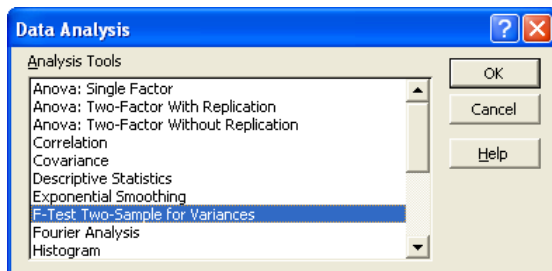 Data Analysis
Analysis Tools
OK
Anova: Single Factor
Anova: Two-Factor With Replication
Cancel
Anova: Two-Factor Without Replication
Correlation
Covariance
Help
Descriptive Statistics
Exponential Smoothing
F-Test Two-Sample for Variances
Fourier Analysis
Histogram